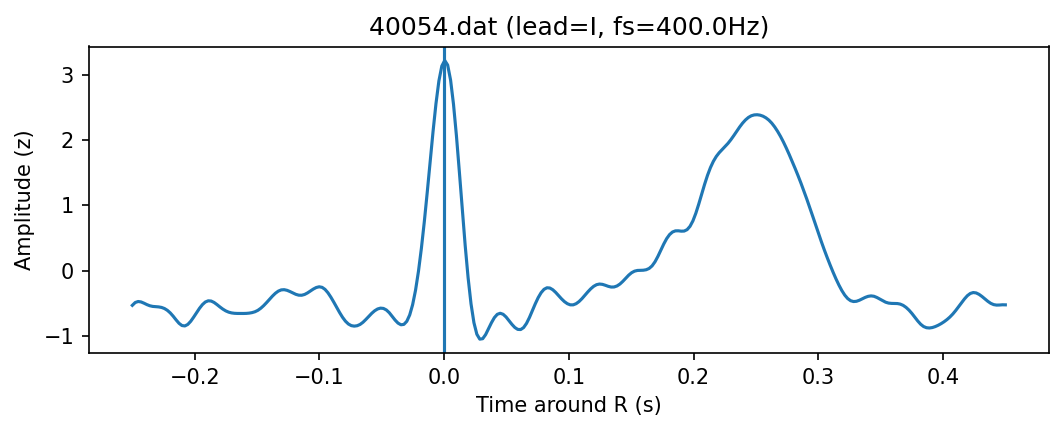 40054.dat (lead=I, fs=400.0Hz)
Amplitude (z)
3
2
1
0
−1
−0.2 −0.1 0.0 0.1 0.2 0.3 0.4
Time around R (s)